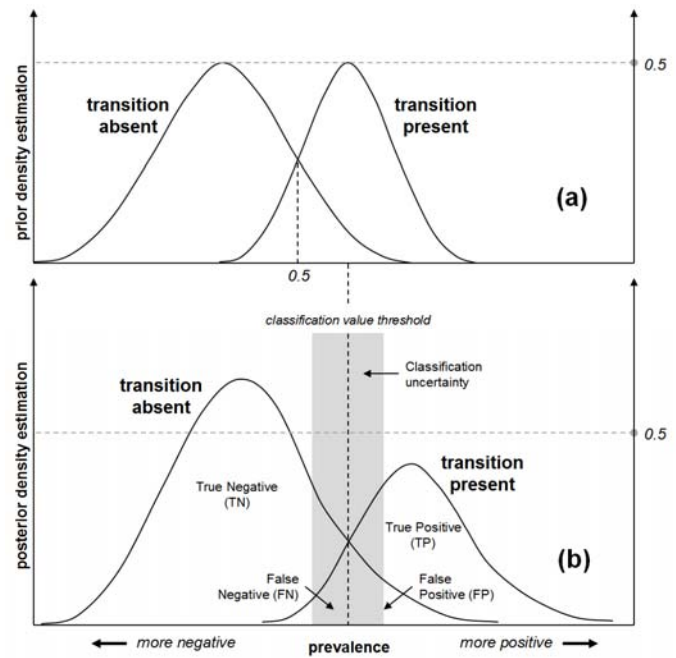 prior density estimation
transition
absent
transition
present
0.5
(a)
0.5
classification value threshold
posterior density estimation
transition
absent
Classification
uncertainty
0.5
transition
present
True Negative
(TN)
True Positive
(TP)
(b)
False
Negative (FN)
False
Positive (FP)
more negative
prevalence
more positive